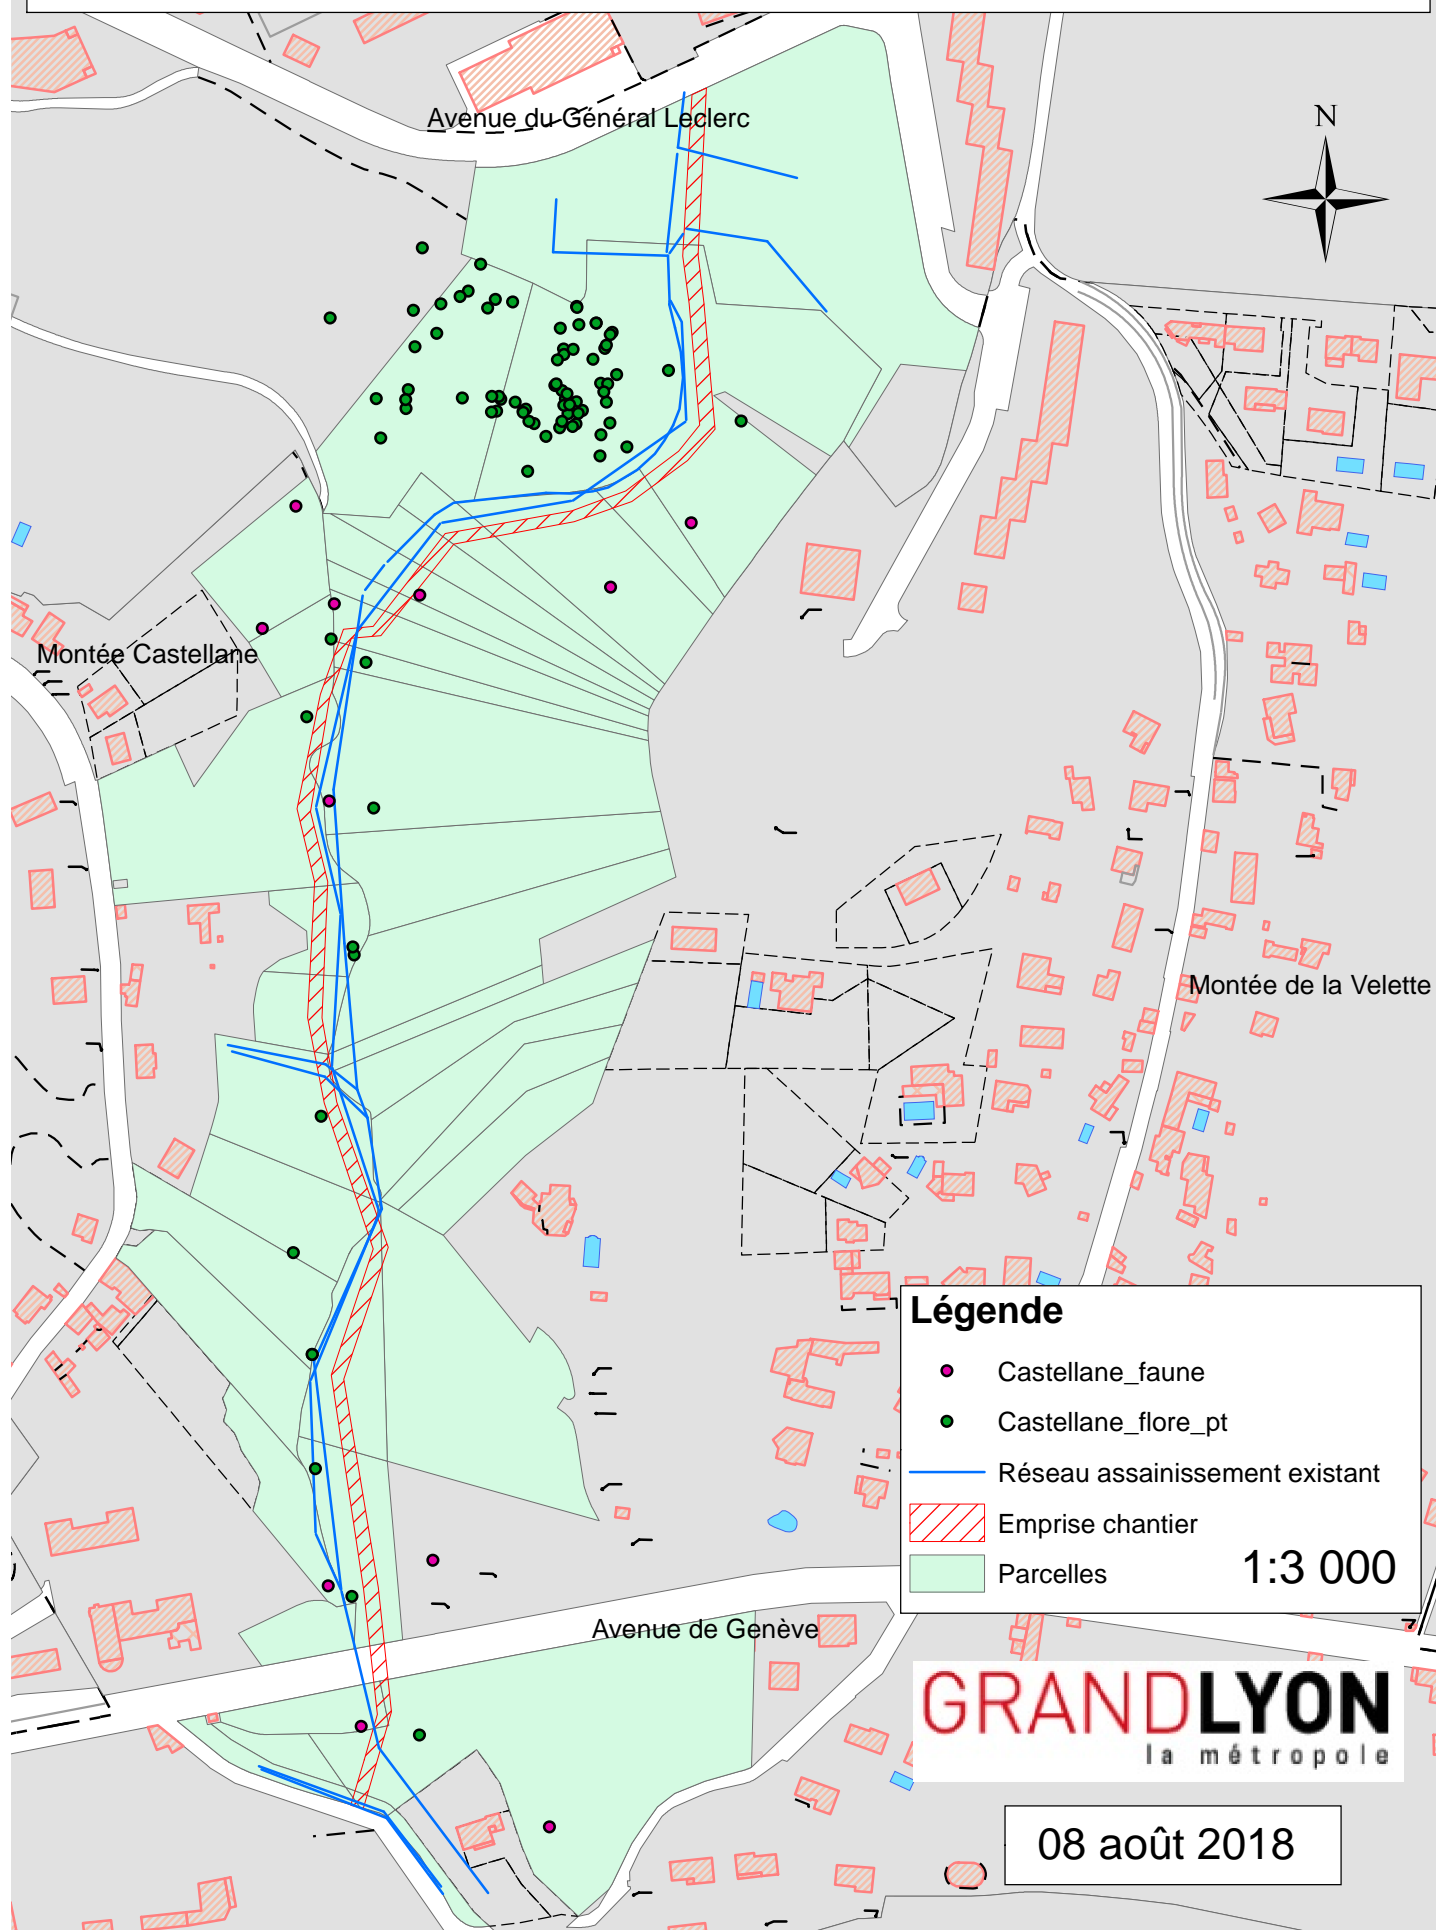 Avenue du Général Leclerc
N
Montée Castellane
Montée de la Velette
Légende
Castellane_faune
Castellane_flore_pt
Réseau assainissement existant
Emprise chantier
Parcelles
1:3 000
Avenue de Genève
GRANDLYON
la métropole
08 août 2018